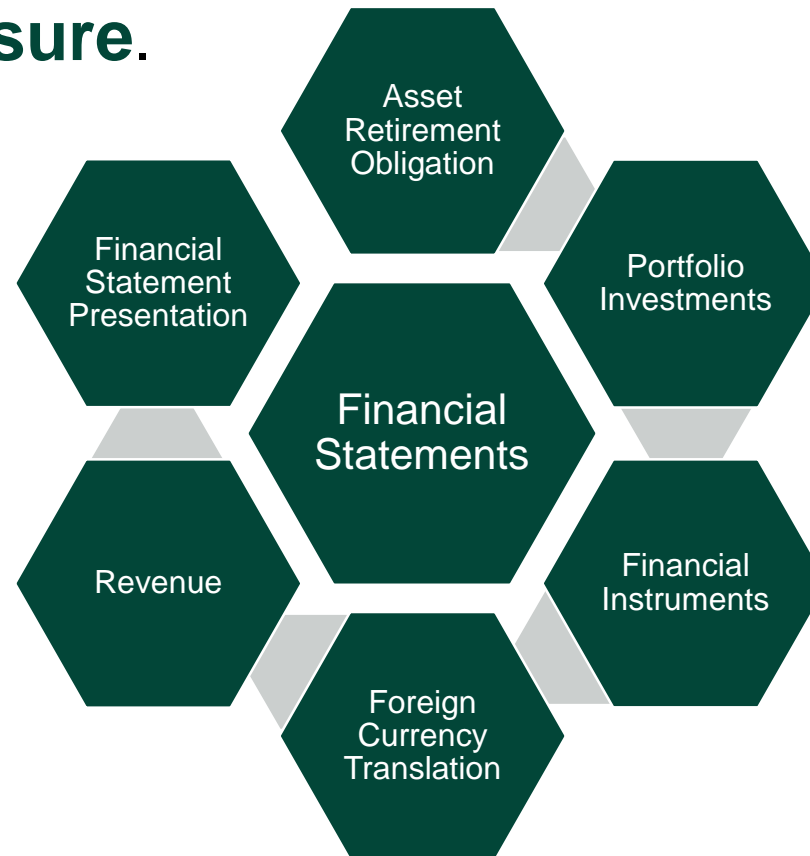 sure.
Asset
Retirement
Obligation
Financial
Statement
Presentation
Portfolio
Investments
Financial
Statements
Revenue
Financial
Instruments
Foreign
Currency
Translation